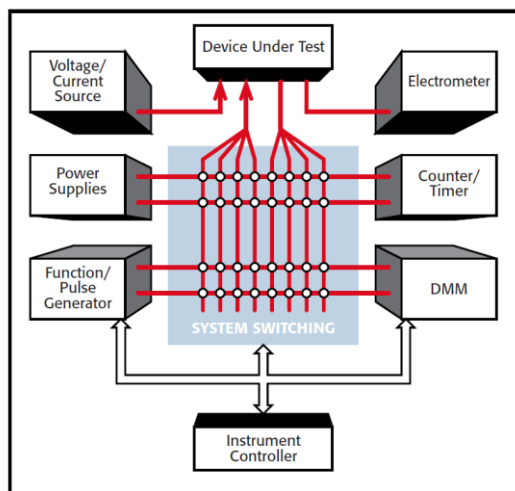 Device Under Test
Voltage/
Current
Source
Electrometer
Power
Supplies
Counter/
Timer
Function/
Pulse
Generator
DMM
SYSTEM SWITCHING
Instrument
Controller